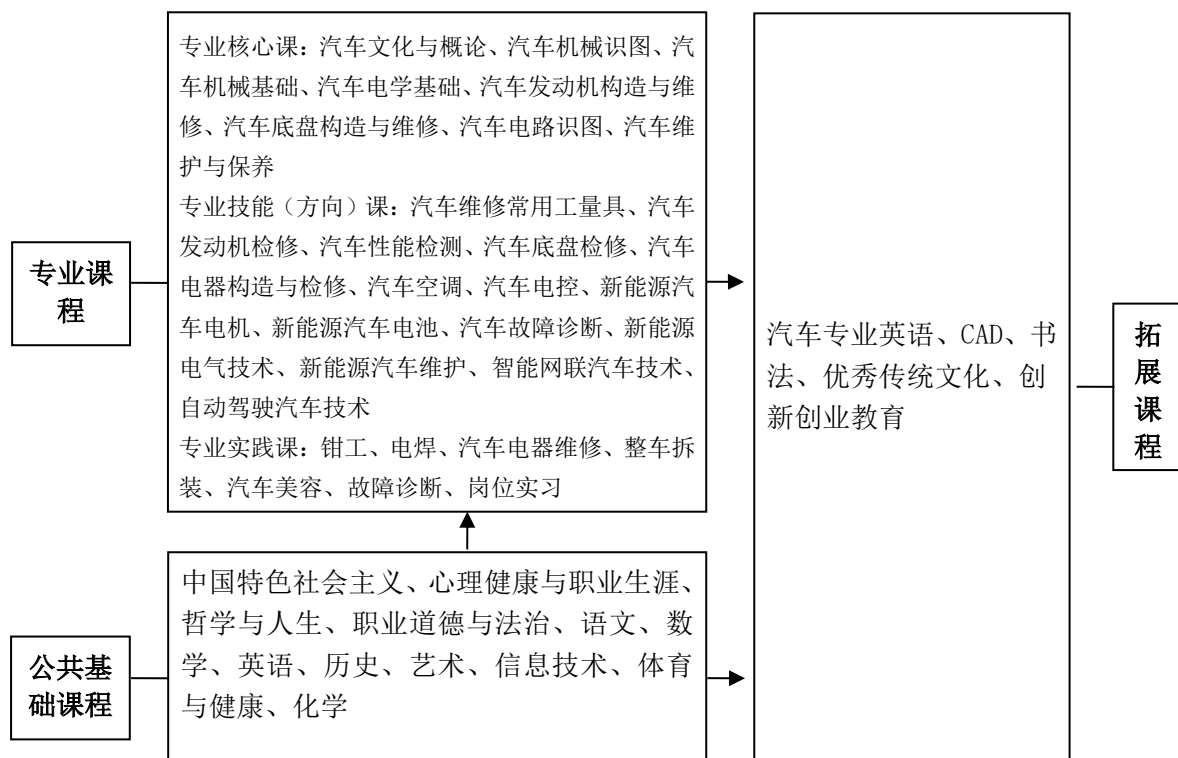 专业课
程
专业核心课：汽车文化与概论、汽车机械识图、汽
车机械基础、汽车电学基础、汽车发动机构造与维
修、汽车底盘构造与维修、汽车电路识图、汽车维
护与保养
专业技能（方向）课：汽车维修常用工量具、汽车
发动机检修、汽车性能检测、汽车底盘检修、汽车
电器构造与检修、汽车空调、汽车电控、新能源汽
车电机、新能源汽车电池、汽车故障诊断、新能源
电气技术、新能源汽车维护、智能网联汽车技术、
自动驾驶汽车技术
专业实践课：钳工、电焊、汽车电器维修、整车拆
装、汽车美容、故障诊断、岗位实习
公共基
础课程
中国特色社会主义、心理健康与职业生涯、
哲学与人生、职业道德与法治、语文、数
学、英语、历史、艺术、信息技术、体育
与健康、化学
汽车专业英语、CAD、书
法、优秀传统文化、创
新创业教育
拓
展
课
程